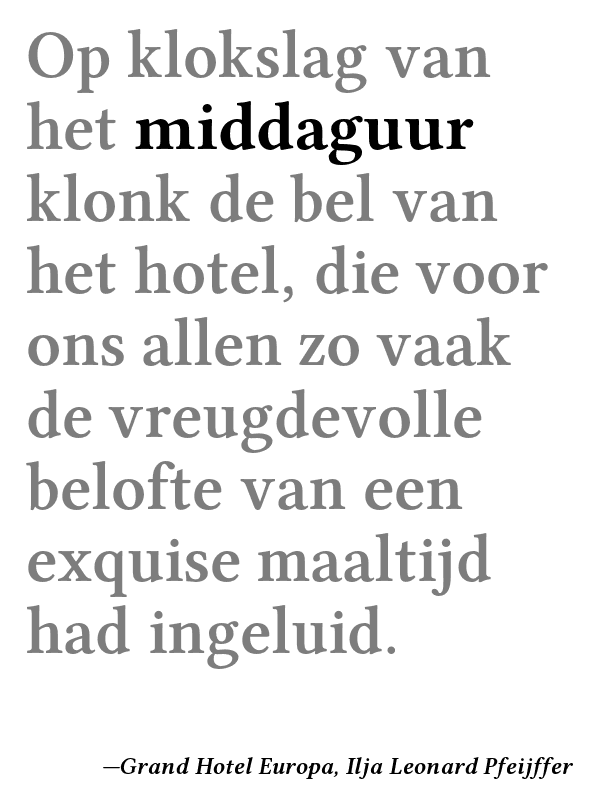 Op klokslag van
het middaguur
klonk de bel van
het hotel, die voor
ons allen zo vaak
de vreugdevolle
belofte van een
exquise maaltijd
had ingeluid.
—Grand Hotel Europa, Ilja Leonard Pfeijffer